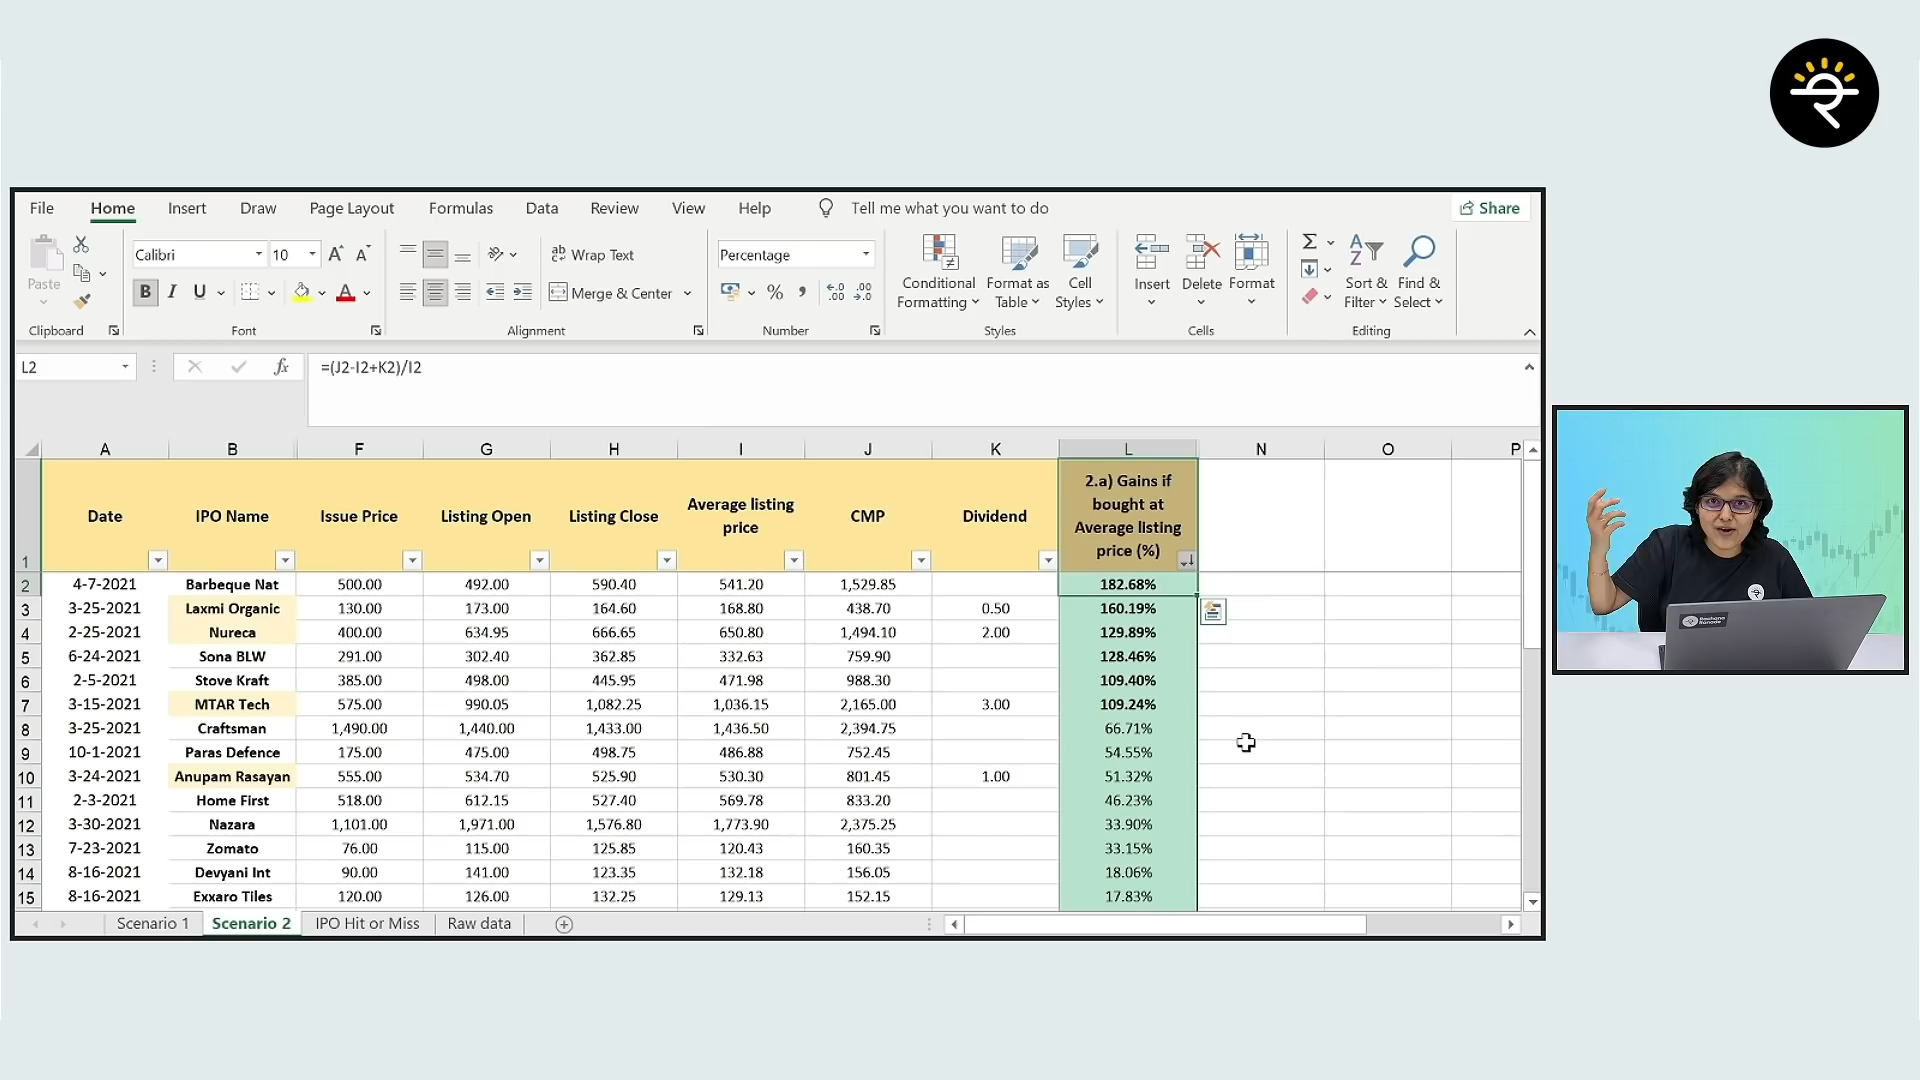 File Home Insert Draw Page Layout Formulas Data Review View Help Tell me what you want to do Share
Calibri 10 Wrap Text Percentage
Paste B I U Merge & Center % , Conditional Formatting Format as Table Cell Styles Insert Delete Format Sort & Filter Find & Select
Clipboard Font Alignment Number Styles Cells Editing
L2 fx =(J2-I2+K2)/I2
A B F G H I J K L N O P
1 Date IPO Name Issue Price Listing Open Listing Close Average listing price CMP Dividend 2.a) Gains if bought at Average listing price (%)
2 4-7-2021 Barbeque Nat 500.00 492.00 590.40 541.20 1,529.85 182.68%
3 3-25-2021 Laxmi Organic 130.00 173.00 164.60 168.80 438.70 0.50 160.19%
4 2-25-2021 Nureca 400.00 634.95 666.65 650.80 1,494.10 2.00 129.89%
5 6-24-2021 Sona BLW 291.00 302.40 362.85 332.63 759.90 128.46%
6 2-5-2021 Stove Kraft 385.00 498.00 445.95 471.98 988.30 109.40%
7 3-15-2021 MTAR Tech 575.00 990.05 1,082.25 1,036.15 2,165.00 3.00 109.24%
8 3-25-2021 Craftsman 1,490.00 1,440.00 1,433.00 1,436.50 2,394.75 66.71%
9 10-1-2021 Paras Defence 175.00 475.00 498.75 486.88 752.45 54.55%
10 3-24-2021 Anupam Rasayan 555.00 534.70 525.90 530.30 801.45 1.00 51.32%
11 2-3-2021 Home First 518.00 612.15 527.40 569.78 833.20 46.23%
12 3-30-2021 Nazara 1,101.00 1,971.00 1,576.80 1,773.90 2,375.25 33.90%
13 7-23-2021 Zomato 76.00 115.00 125.85 120.43 160.35 33.15%
14 8-16-2021 Devyani Int 90.00 141.00 123.35 132.18 156.05 18.06%
15 8-16-2021 Exxaro Tiles 120.00 126.00 132.25 129.13 152.15 17.83%
Scenario 1 Scenario 2 IPO Hit or Miss Raw data